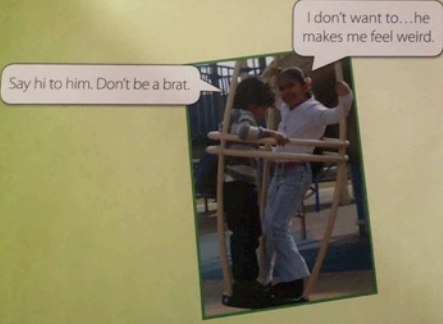 Say hi to him. Don't be a brat.
I don't want to…he
makes me feel weird.